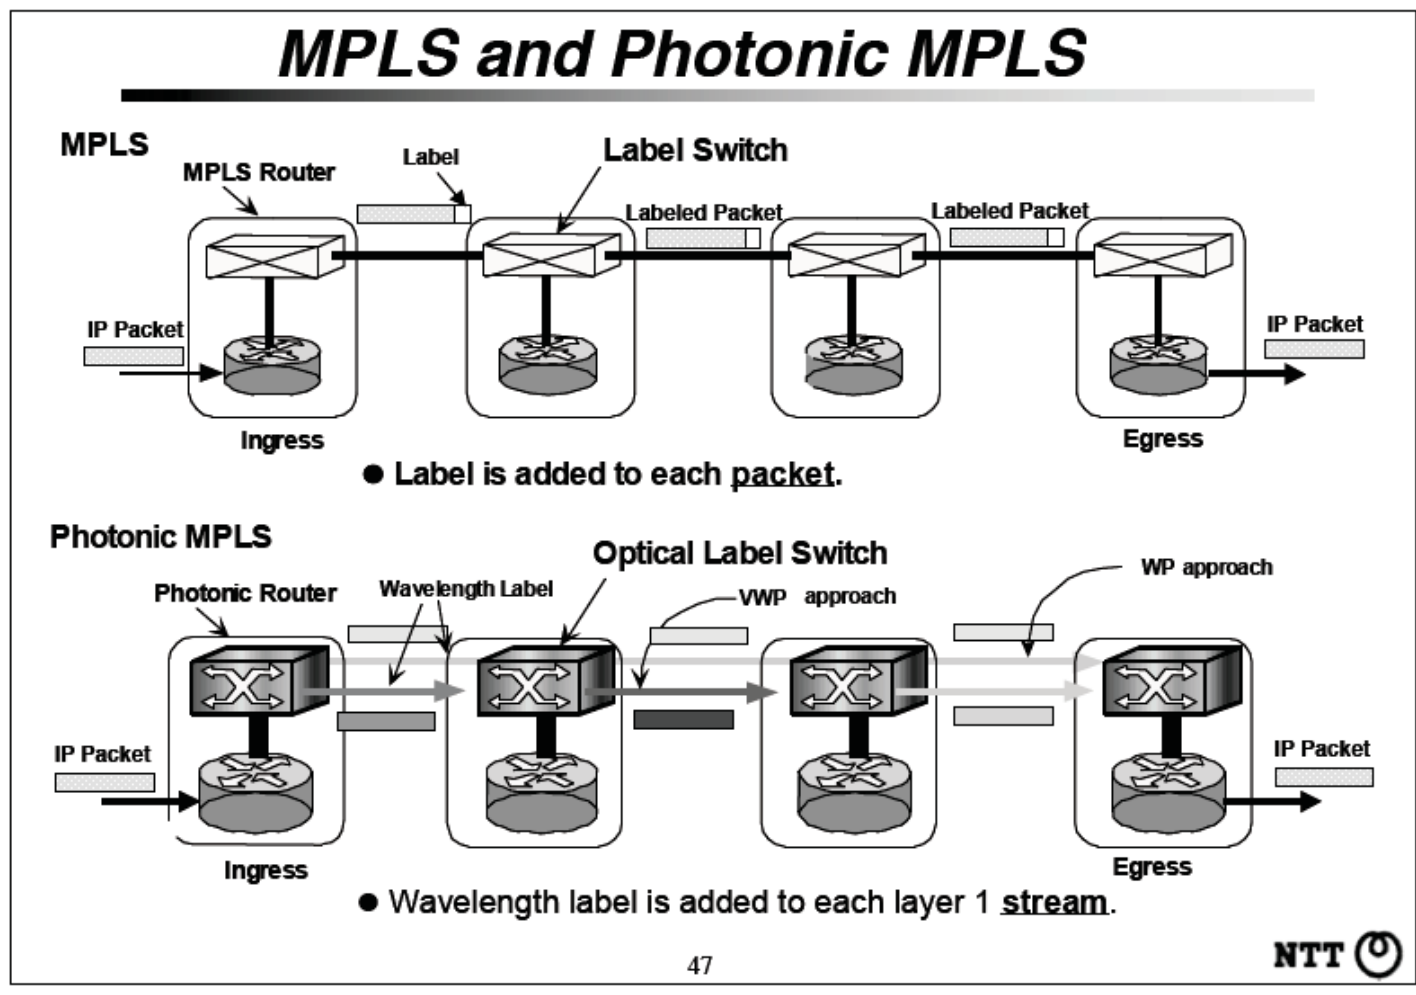 MPLS and Photonic MPLS
MPLS
MPLS Router
Label
Label Switch
Labeled Packet
Labeled Packet
IP Packet
IP Packet
Ingress
Egress
● Label is added to each packet.
Photonic MPLS
Photonic Router
Wavelength Label
Optical Label Switch
VWP approach
WP approach
IP Packet
IP Packet
Ingress
Egress
● Wavelength label is added to each layer 1 stream.
47
NTT